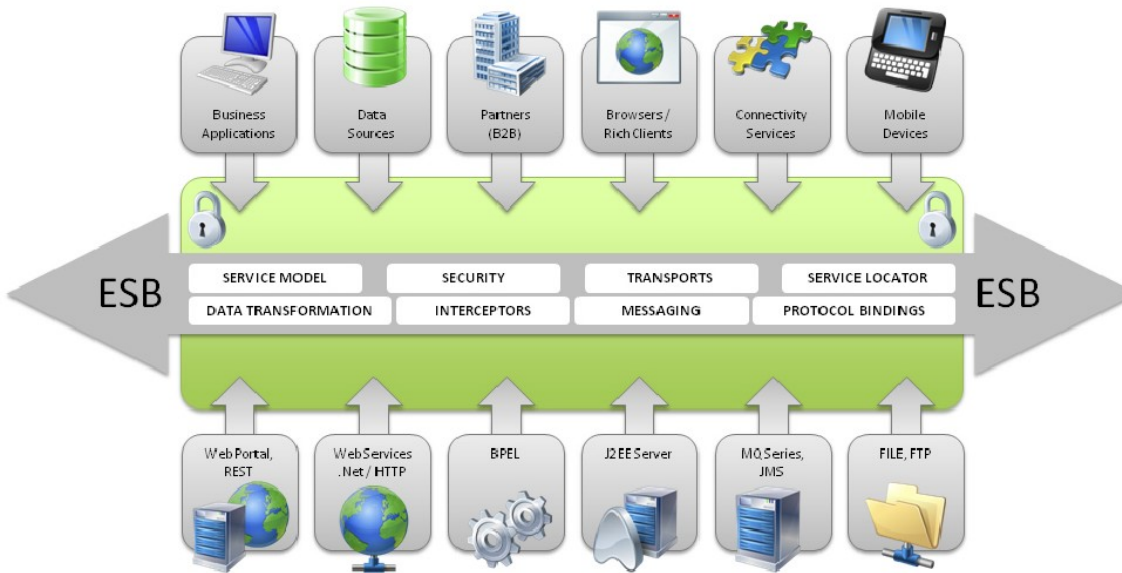 Business
Applications
Data
Sources
Partners
(B2B)
Browsers /
Rich Clients
Connectivity
Services
Mobile
Devices
ESB
SERVICE MODEL
SECURITY
TRANSPORTS
SERVICE LOCATOR
DATA TRANSFORMATION
INTERCEPTORS
MESSAGING
PROTOCOL BINDINGS
ESB
Web Portal,
REST
Web Services
.Net / HTTP
BPEL
J2EE Server
MQ Series,
JMS
FILE, FTP